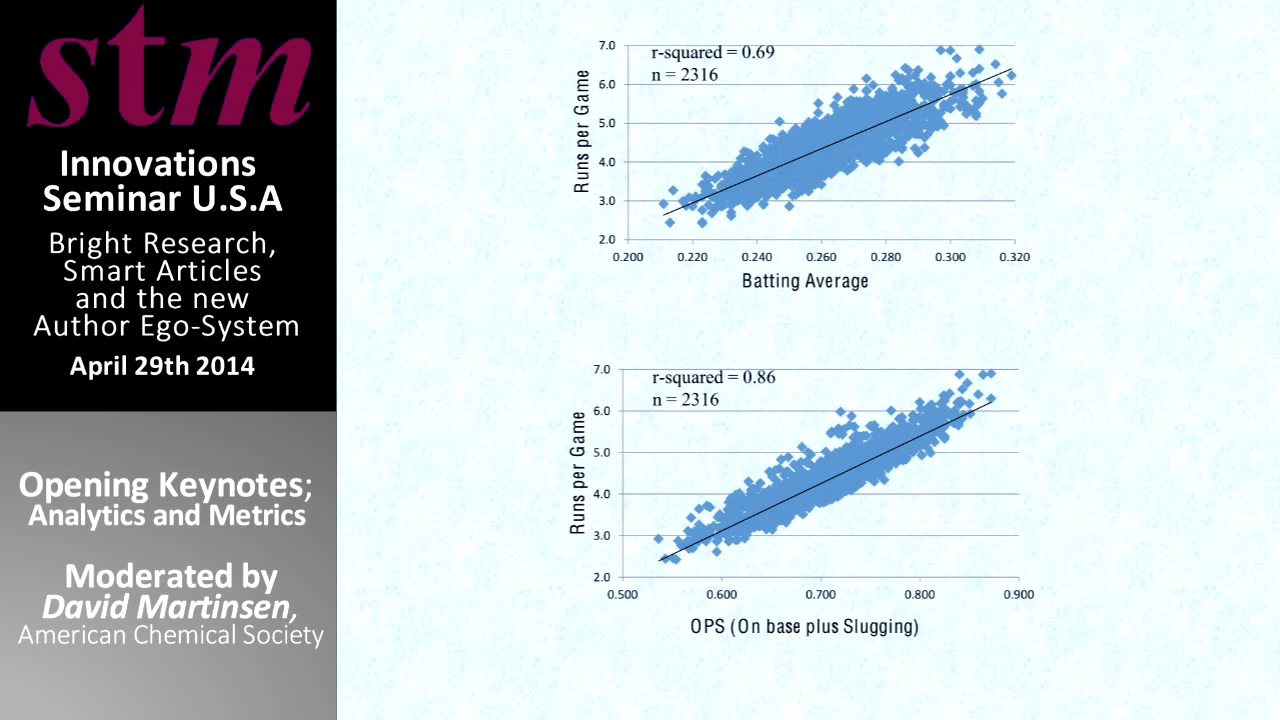 stm
Innovations
Seminar U.S.A
Bright Research,
Smart Articles
and the new
Author Ego-System
April 29th 2014
Opening Keynotes;
Analytics and Metrics
Moderated by
David Martinsen,
American Chemical Society
r-squared = 0.69
n = 2316
Runs per Game
7.0
6.0
5.0
4.0
3.0
2.0
0.200 0.220 0.240 0.260 0.280 0.300 0.320
Batting Average
r-squared = 0.86
n = 2316
Runs per Game
7.0
6.0
5.0
4.0
3.0
2.0
0.500 0.600 0.700 0.800 0.900
OPS (On base plus Slugging)